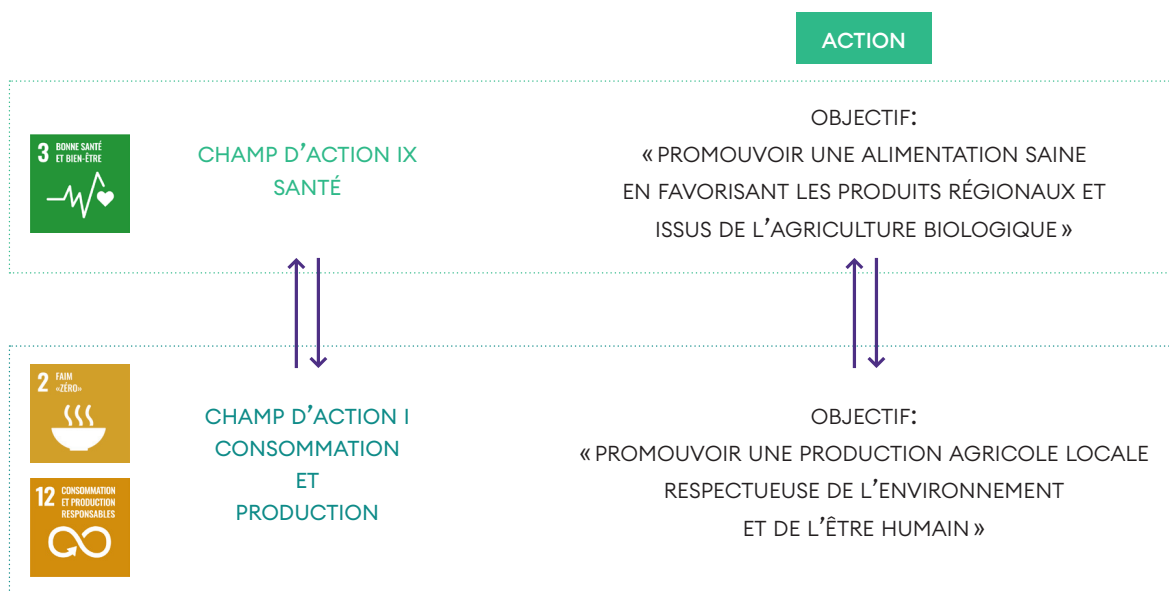 ACTION
3 BONNE SANTÉ
ET BIEN-ÊTRE
CHAMP D'ACTION IX
SANTÉ
OBJECTIF:
« PROMOUVOIR UNE ALIMENTATION SAINE
EN FAVORISANT LES PRODUITS RÉGIONAUX ET
ISSUS DE L'AGRICULTURE BIOLOGIQUE »
2 FAIM
«ZÉRO»
12 CONSOMMATION
ET PRODUCTION
RESPONSABLES
CHAMP D'ACTION I
CONSOMMATION
ET
PRODUCTION
OBJECTIF:
« PROMOUVOIR UNE PRODUCTION AGRICOLE LOCALE
RESPECTUEUSE DE L'ENVIRONNEMENT
ET DE L'ÊTRE HUMAIN »